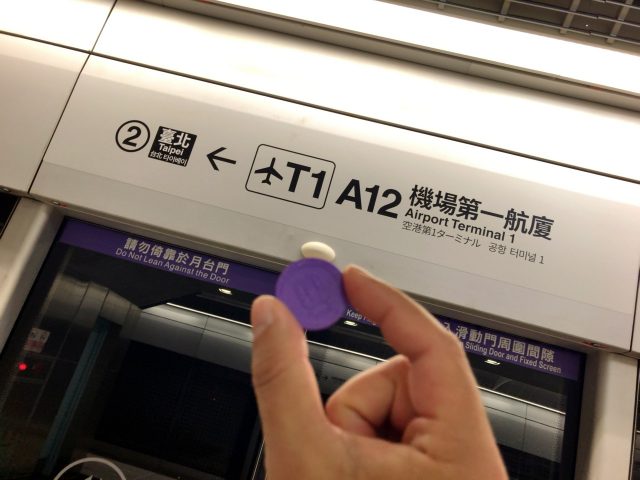 ② 臺北
Taipei
台北 타이베이
← T1 A12 機場第一航廈
Airport Terminal 1
空港第1ターミナル 공항 터미널 1
請勿倚靠於月台門
Do Not Lean Against the Door
Keep
滑動門周圍間隙
Sliding Door and Fixed Screen